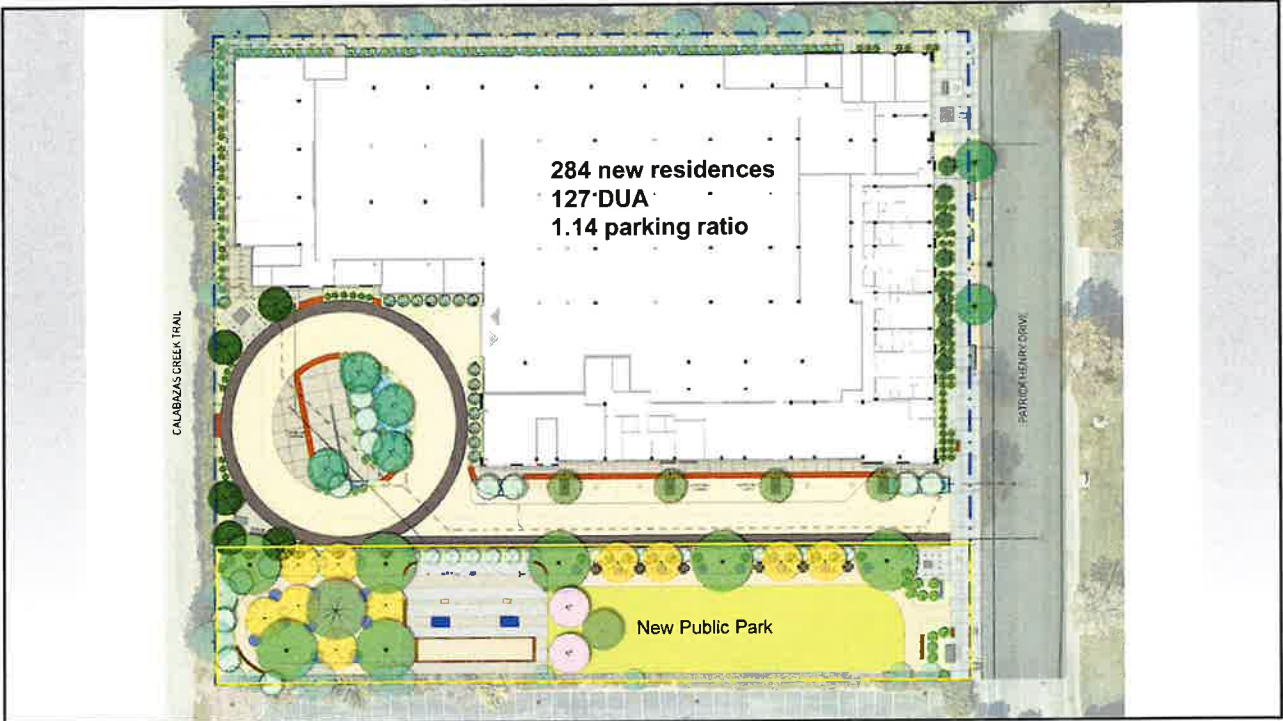 284 new residences
127 DUA
1.14 parking ratio
CALABAZAS CREEK TRAIL
PATRICK HENRY DRIVE
New Public Park